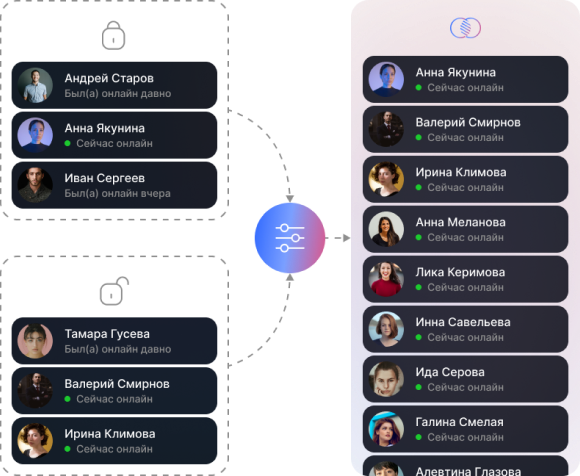 Андрей Старов
Был(а) онлайн давно
Анна Якунина
Сейчас онлайн
Иван Сергеев
Был(а) онлайн вчера
Тамара Гусева
Был(а) онлайн давно
Валерий Смирнов
Сейчас онлайн
Ирина Климова
Сейчас онлайн
Анна Якунина
Сейчас онлайн
Валерий Смирнов
Сейчас онлайн
Ирина Климова
Сейчас онлайн
Анна Меланова
Сейчас онлайн
Лика Керимова
Сейчас онлайн
Инна Савельева
Сейчас онлайн
Ида Серова
Сейчас онлайн
Галина Смелая
Сейчас онлайн
Алевтина Глазова